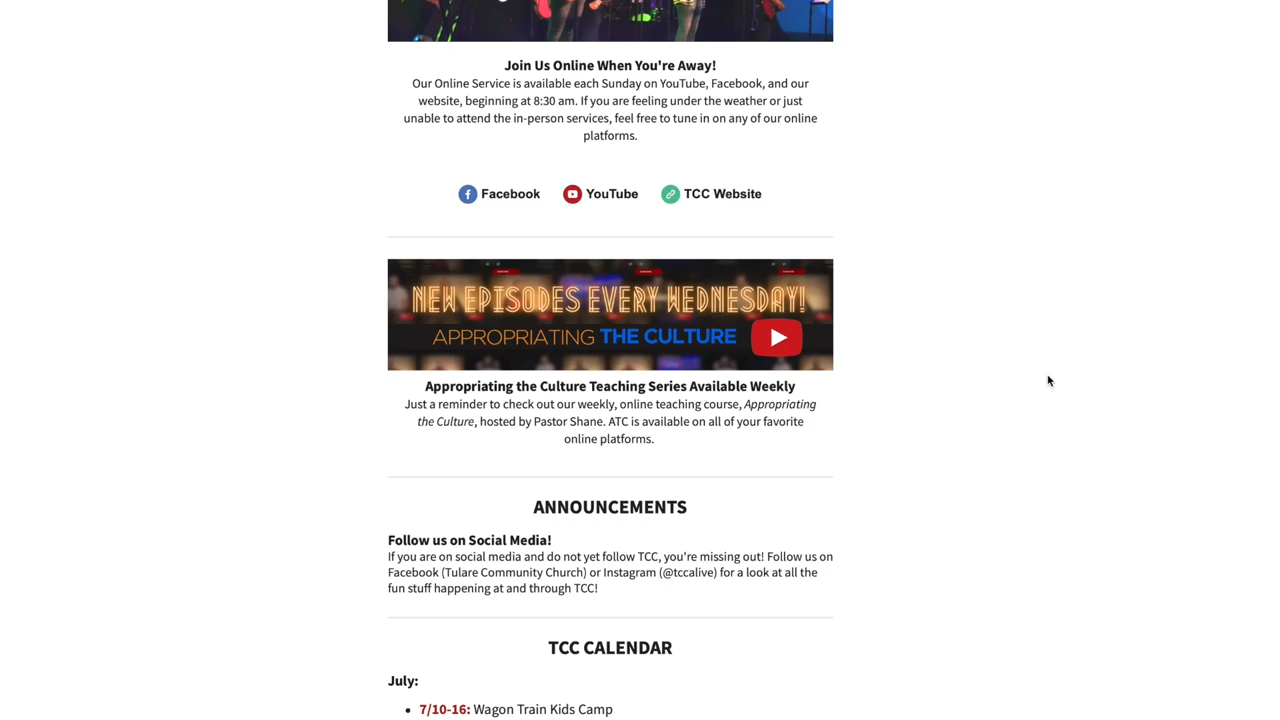 Join Us Online When You're Away!
Our Online Service is available each Sunday on YouTube, Facebook, and our
website, beginning at 8:30 am. If you are feeling under the weather or just
unable to attend the in-person services, feel free to tune in on any of our online
platforms.
Facebook YouTube TCC Website
NEW EPISODES EVERY WEDNESDAY!
APPROPRIATING THE CULTURE
Appropriating the Culture Teaching Series Available Weekly
Just a reminder to check out our weekly, online teaching course, Appropriating
the Culture, hosted by Pastor Shane. ATC is available on all of your favorite
online platforms.
ANNOUNCEMENTS
Follow us on Social Media!
If you are on social media and do not yet follow TCC, you're missing out! Follow us on
Facebook (Tulare Community Church) or Instagram (@tccalive) for a look at all the
fun stuff happening at and through TCC!
TCC CALENDAR
July:
• 7/10-16: Wagon Train Kids Camp